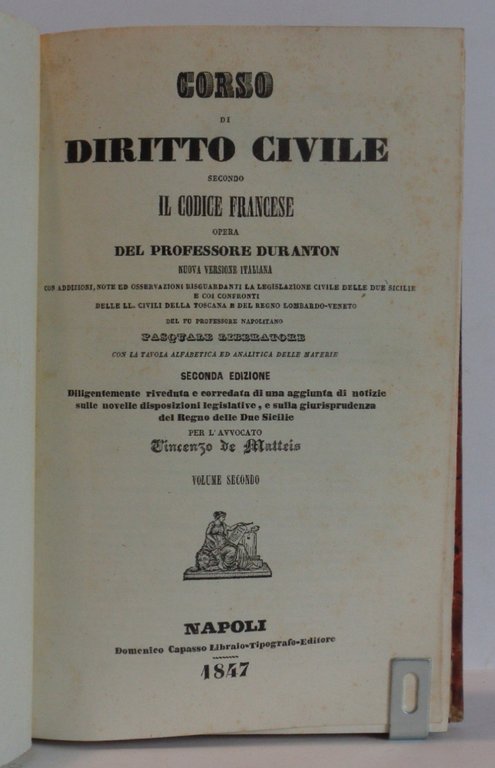 CORSO
DI
DIRITTO CIVILE
SECONDO
IL CODICE FRANCESE
OPERA
DEL PROFESSORE DURANTON
NUOVA VERSIONE ITALIANA
CON ADDIZIONI, NOTE ED OSSERVAZIONI RISGUARDANTI LA LEGISLAZIONE CIVILE DELLE DUE SICILIE
E COI CONFRONTI
DELLE LL. CIVILI DELLA TOSCANA E DEL REGNO LOMBARDO-VENETO
DEL FU PROFESSORE NAPOLITANO
PASQUALE LIBERATORE
CON LA TAVOLA ALFABETICA ED ANALITICA DELLE MATERIE
SECONDA EDIZIONE
Diligentemente riveduta e corredata di una aggiunta di notizie
sulle novelle disposizioni legislative, e sulla giurisprudenza
del Regno delle Due Sicilie
PER L'AVVOCATO
Vincenzo de Matteis
VOLUME SECONDO
NAPOLI
Domenico Capasso Libraio-Tipografo-Editore
1847